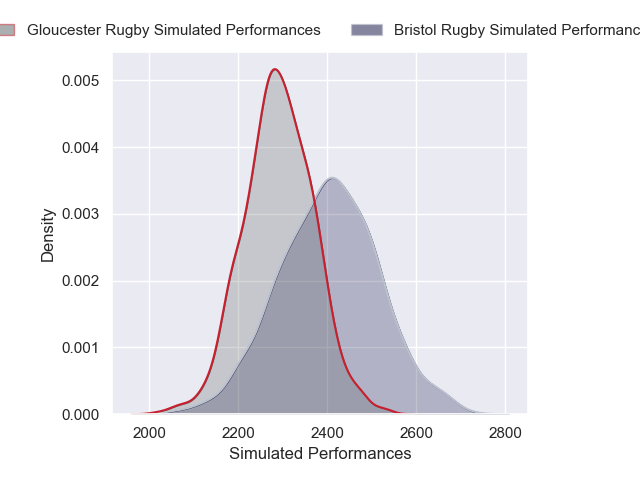 Gloucester Rugby Simulated Performances
Bristol Rugby Simulated Performanc
0.005
0.004
0.003
0.002
0.001
0.000
Density
2000 2200 2400 2600 2800
Simulated Performances